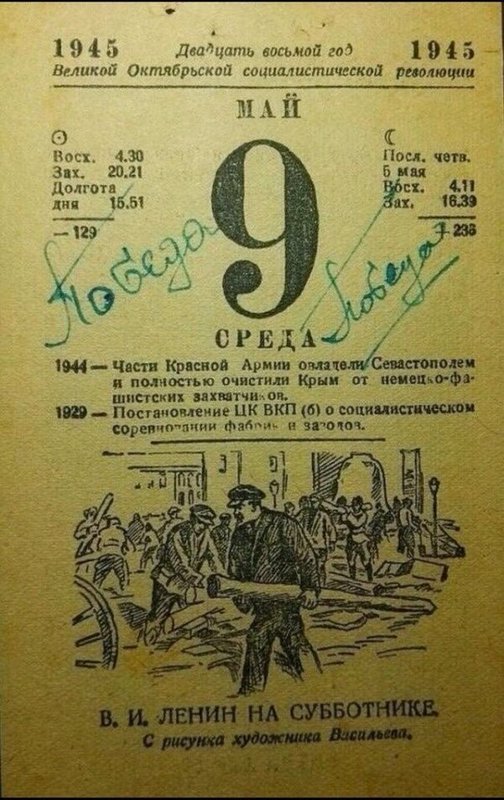 1945 Двадцать восьмой год 1945
Великой Октябрьской социалистической революции
МАЙ
9
Восх. 4.30
Зах. 20.21
Долгота
дня 15.51
—129
Посл. четв.
5 мая
Восх. 4.11
Зах. 16.39
+236
Победа
Победа
СРЕДА
1944 — Части Красной Армии овладели Севастополем
и полностью очистили Крым от немецко-фа-
шистских захватчиков.
1929 — Постановление ЦК ВКП (б) о социалистическом
соревновании фабрик и заводов.
В. И. ЛЕНИН НА СУББОТНИКЕ.
С рисунка художника Васильева.